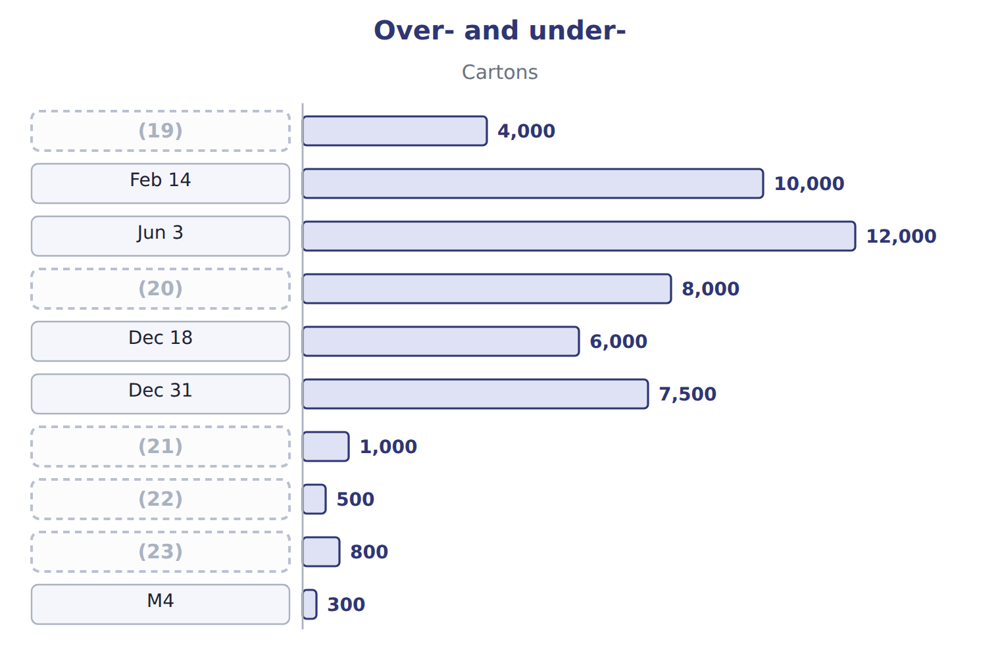 Over- and under-
Cartons
(19) 4,000
Feb 14 10,000
Jun 3 12,000
(20) 8,000
Dec 18 6,000
Dec 31 7,500
(21) 1,000
(22) 500
(23) 800
M4 300